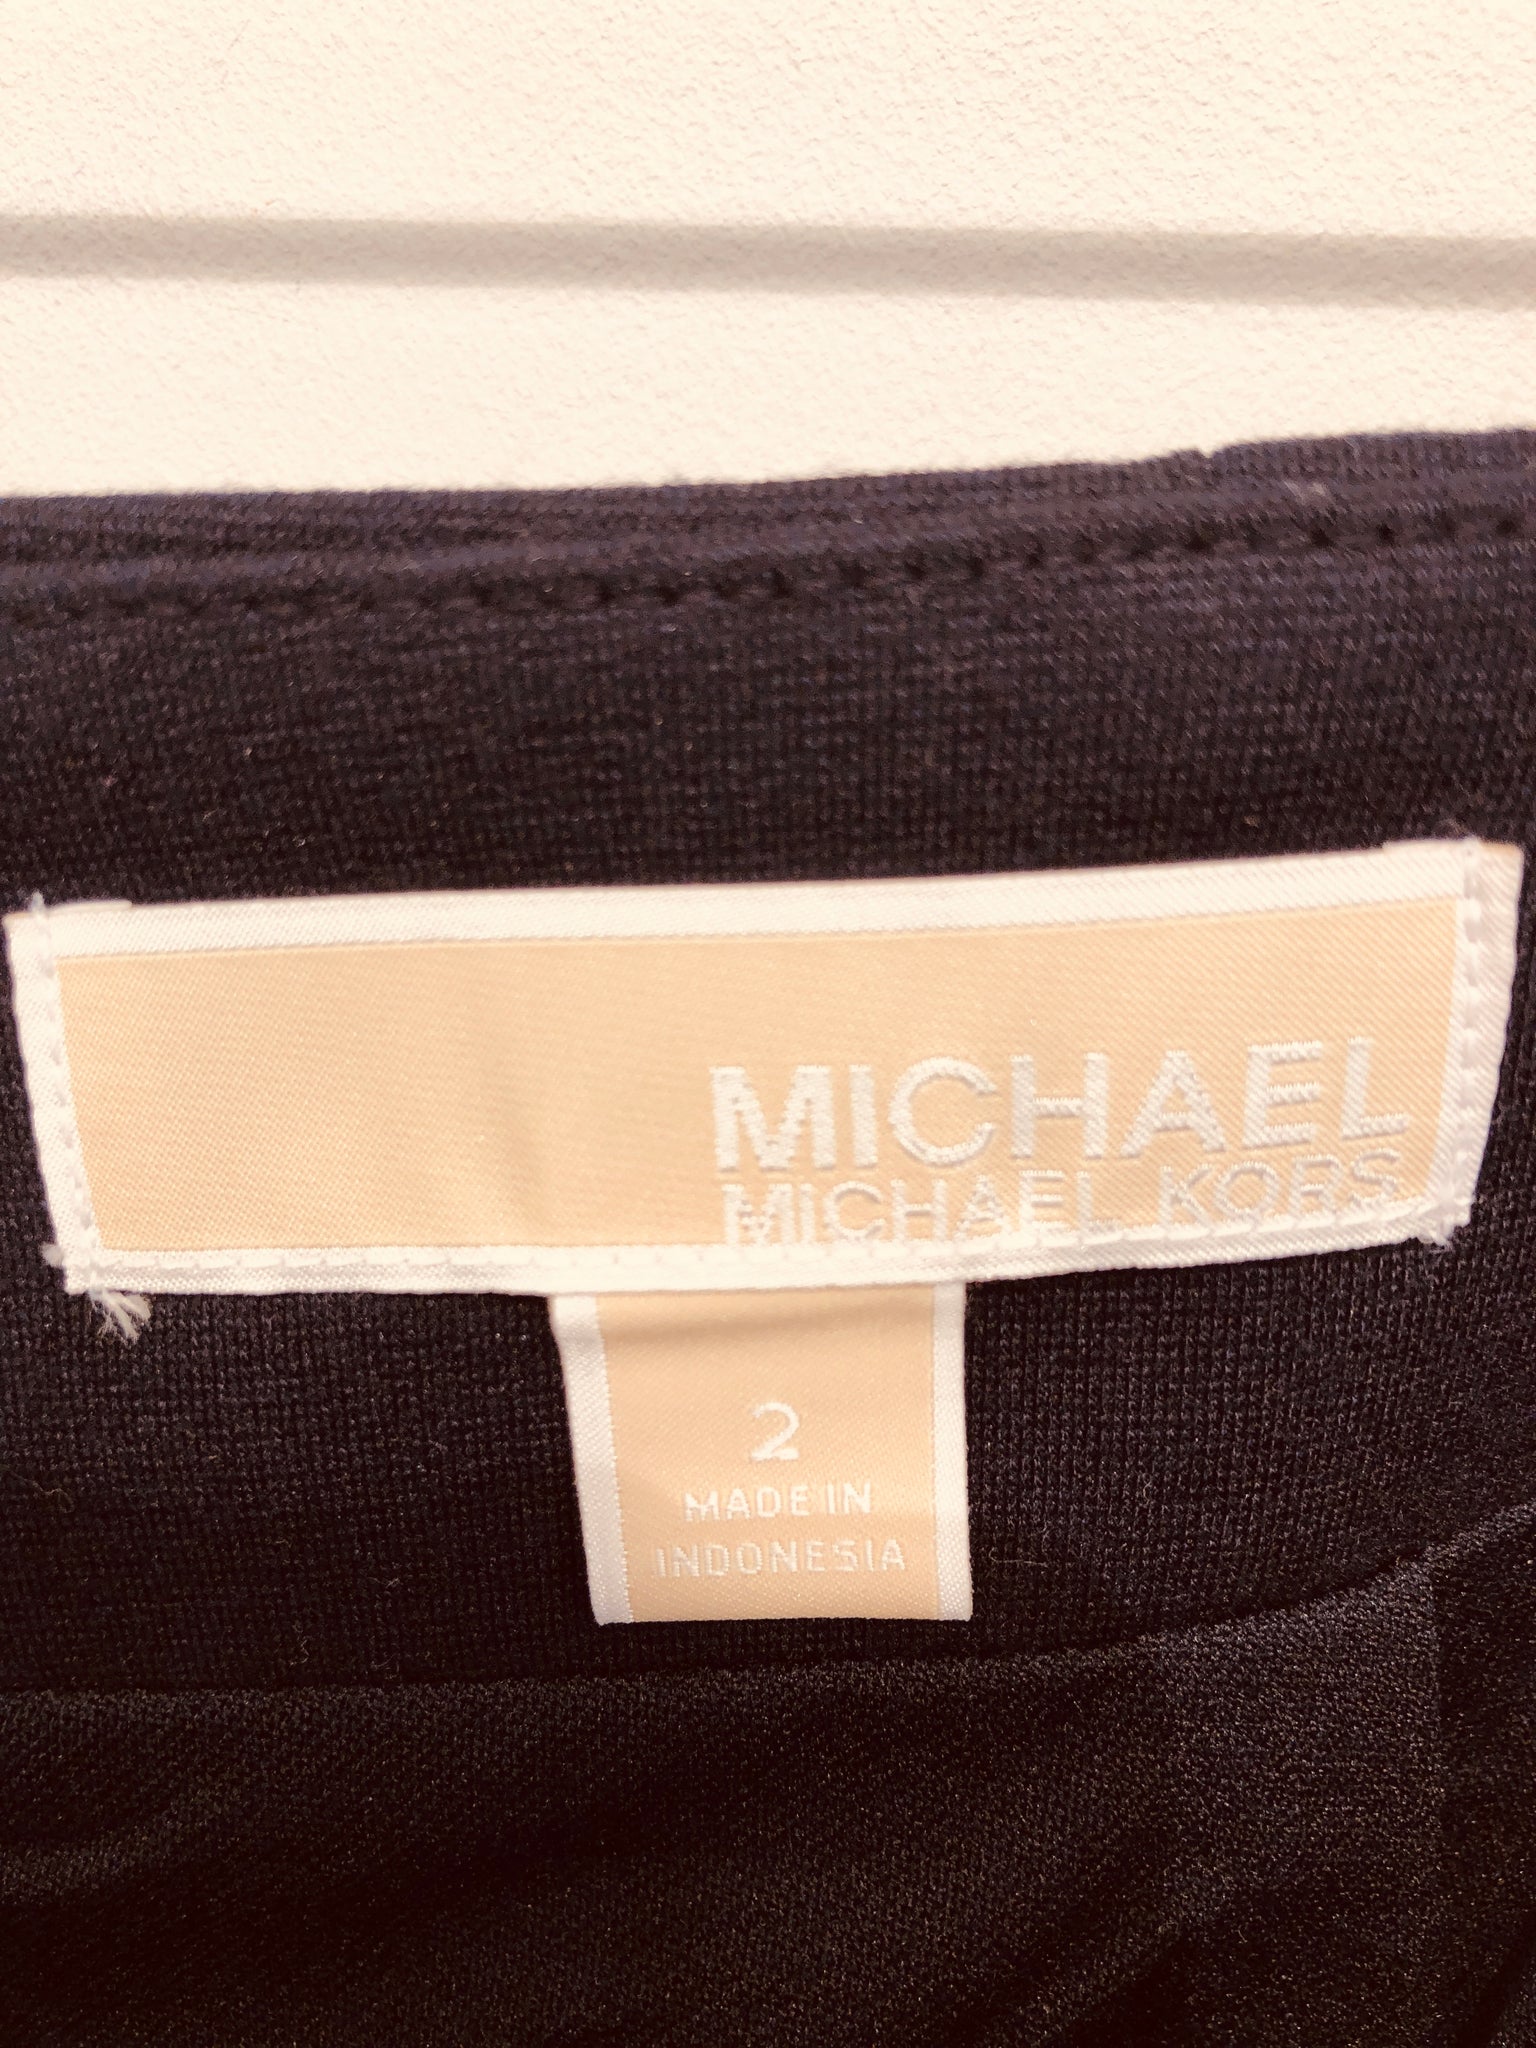 MICHAEL
MICHAEL KORS
2
MADE IN
INDONESIA